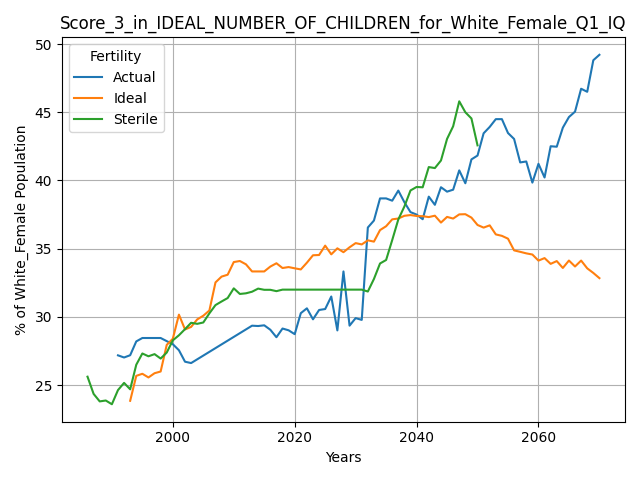 Score_3_in_IDEAL_NUMBER_OF_CHILDREN_for_White_Female_Q1_IQ
Fertility
Actual
Ideal
Sterile
% of White_Female Population
50
45
40
35
30
25
2000
2020
2040
2060
Years